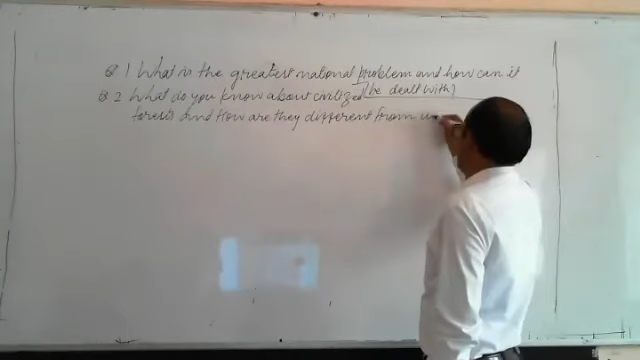 Q. 1 What is the greatest national problem and how can it
be dealt with?
Q. 2 What do you know about civilized
forests and How are they different from